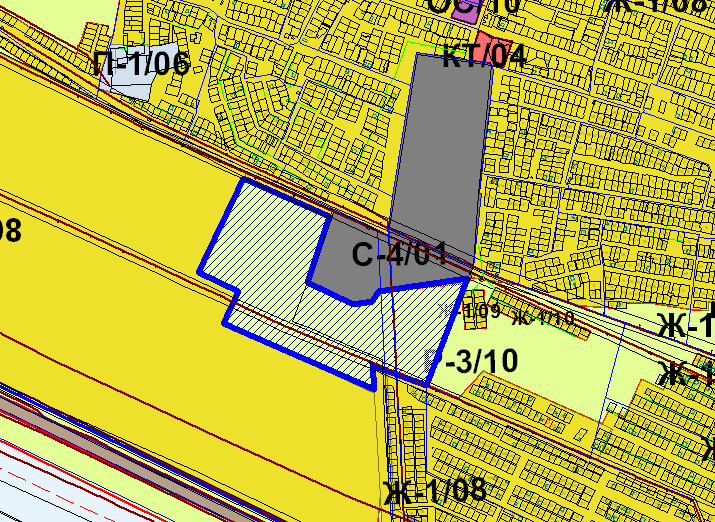 ОС/10
Ж-1/08
КТ/04
П-1/06
08
С-4/01
Ж-1/09
Ж-1/10
Ж-1
Р-3/10
Ж-1
Ж-1/08